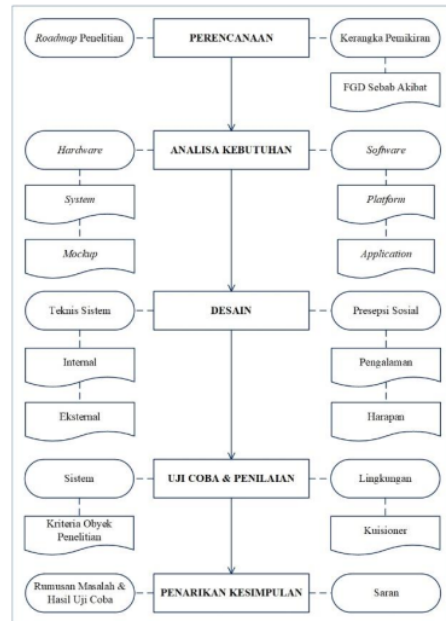 Roadmap Penelitian
PERENCANAAN
Kerangka Pemikiran
FGD Sebab Akibat
Hardware
ANALISA KEBUTUHAN
Software
System
Platform
Mockup
Application
Teknis Sistem
DESAIN
Presepsi Sosial
Internal
Pengalaman
Eksternal
Harapan
Sistem
UJI COBA & PENILAIAN
Lingkungan
Kriteria Obyek
Penelitian
Kuisioner
Rumusan Masalah &
Hasil Uji Coba
PENARIKAN KESIMPULAN
Saran